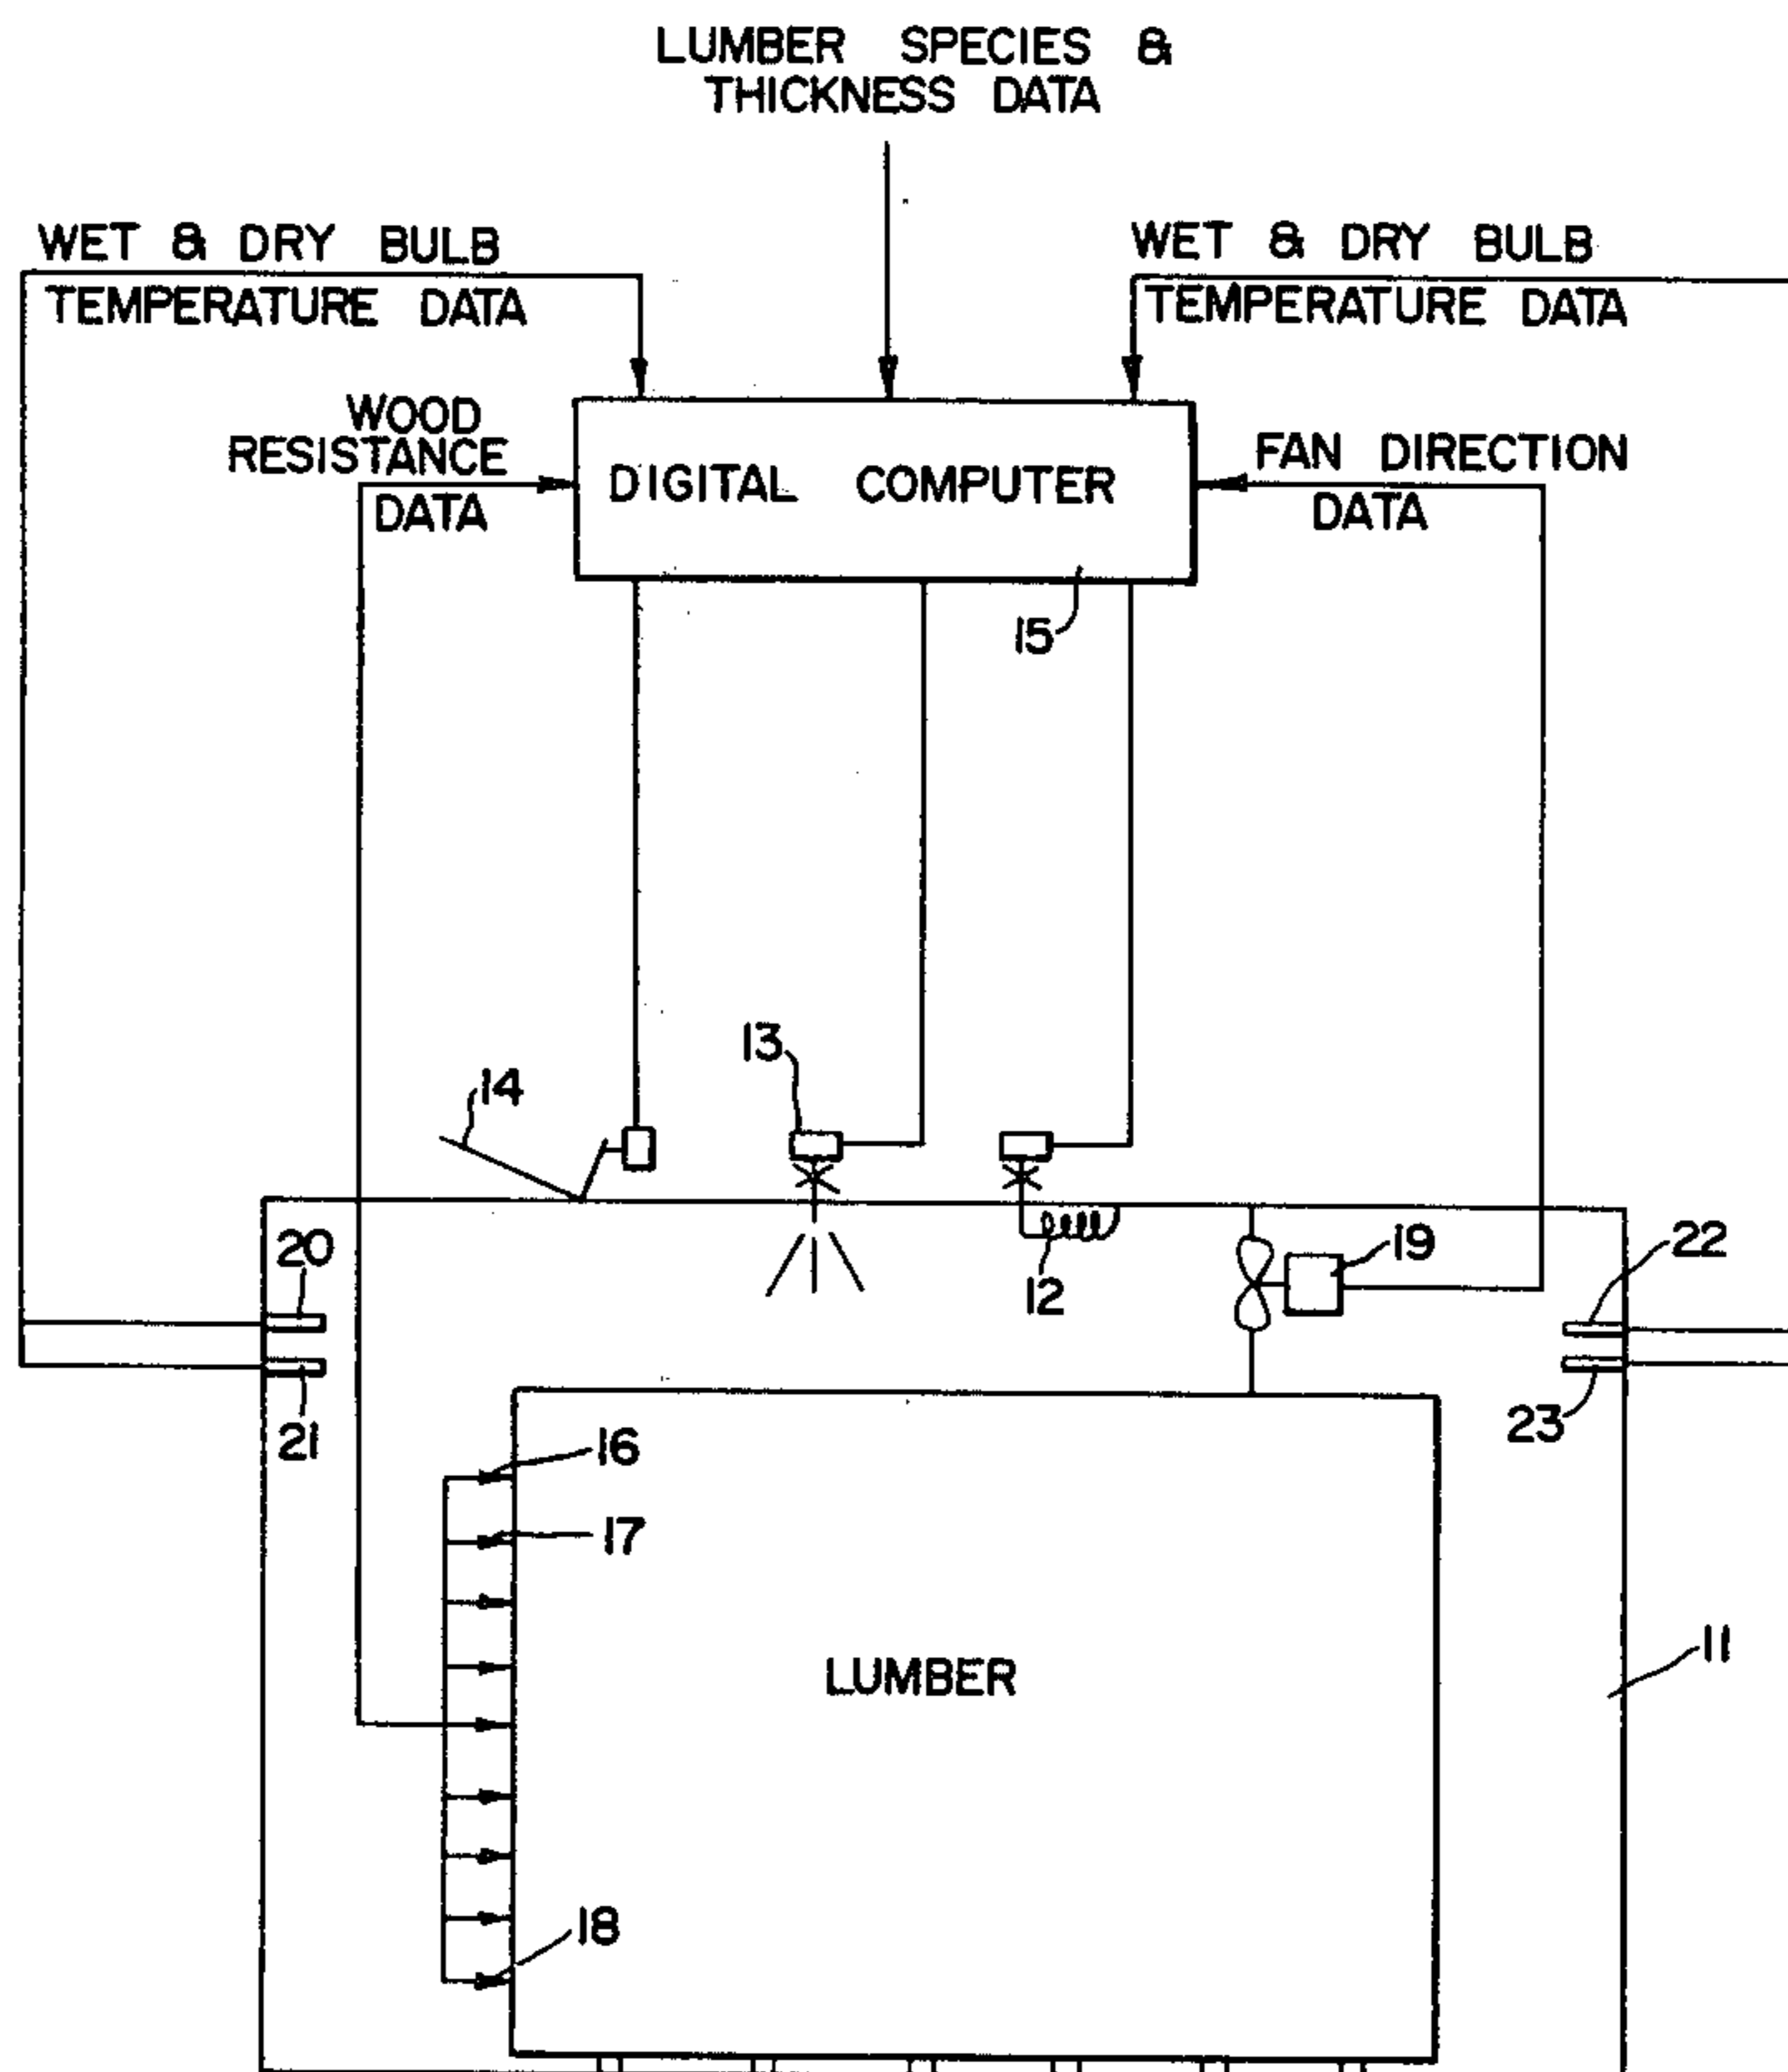 LUMBER SPECIES &
THICKNESS DATA
WET & DRY BULB
TEMPERATURE DATA
WET & DRY BULB
TEMPERATURE DATA
WOOD
RESISTANCE
DATA
DIGITAL COMPUTER
FAN DIRECTION
DATA
15
13
14
20
12
19
22
21
23
16
17
11
LUMBER
18